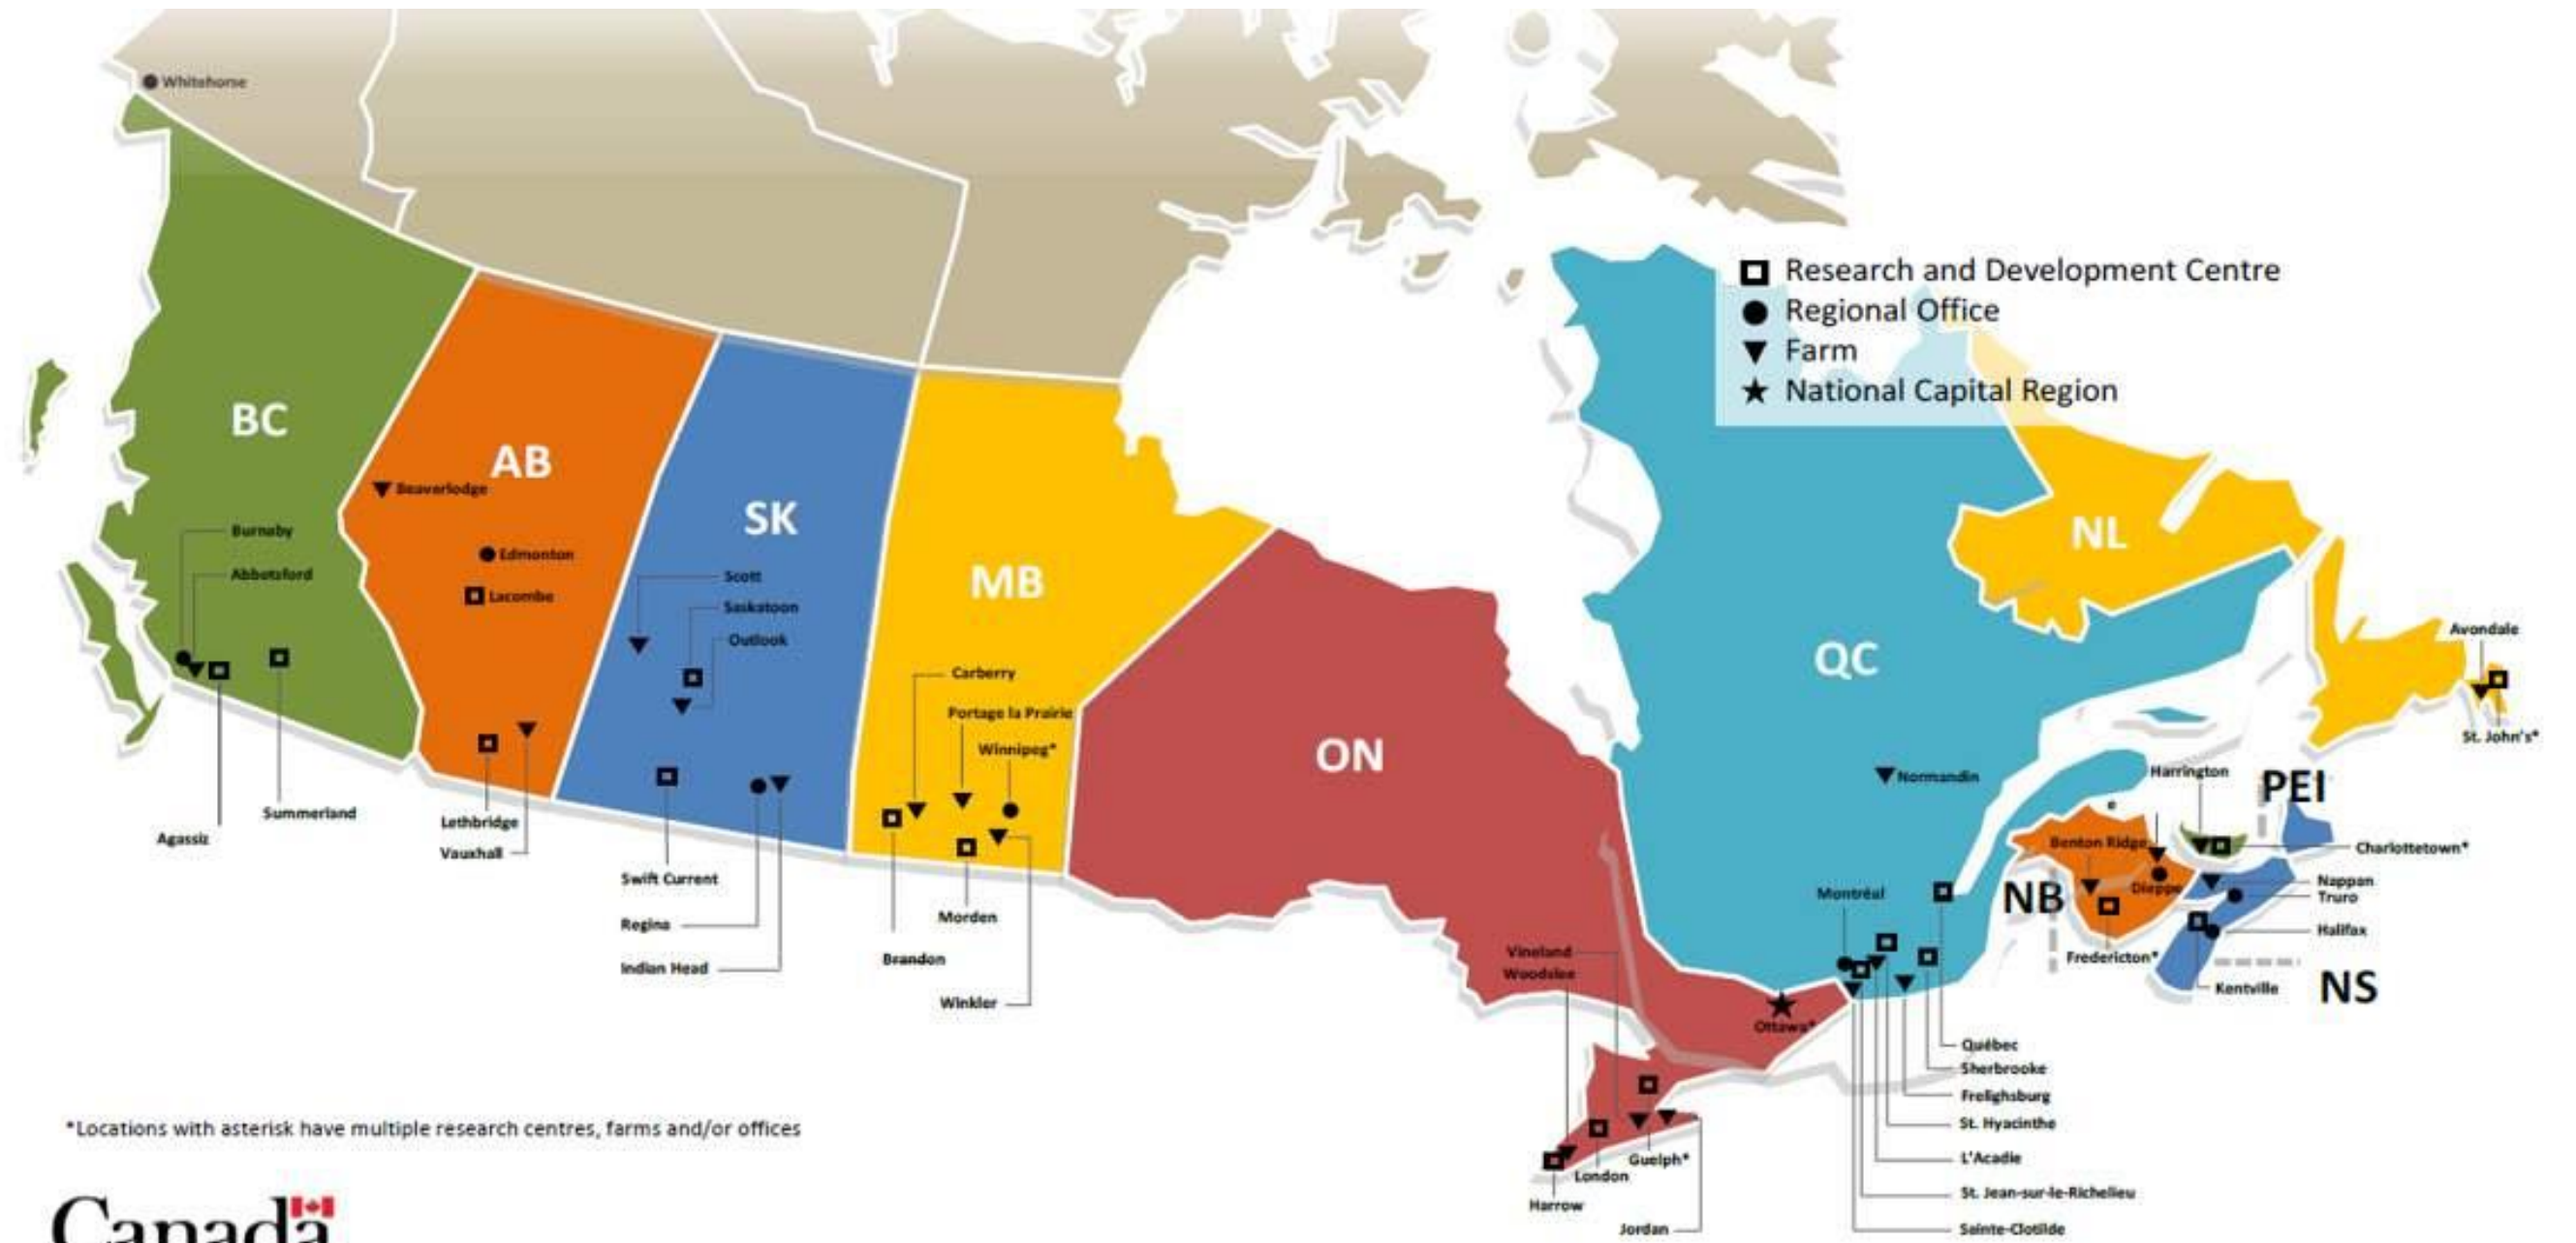 Whitehorse
Research and Development Centre
Regional Office
Farm
National Capital Region
BC
AB
SK
MB
ON
QC
NL
PEI
NB
NS
Beaverlodge
Edmonton
Lacombe
Burnaby
Abbotsford
Agassiz
Summerland
Lethbridge
Vauxhall
Scott
Saskatoon
Outlook
Swift Current
Regina
Indian Head
Carberry
Portage la Prairie
Winnipeg*
Brandon
Morden
Winkler
Vineland
Woodslee
Ottawa*
Guelph*
London
Harrow
Jordan
Normandin
Montréal
Québec
Sherbrooke
Frelighsburg
St. Hyacinthe
L'Acadie
St. Jean-sur-le-Richelieu
Sainte-Clotilde
Avondale
St. John's*
Harrington
Charlottetown*
e
Benton Ridge
Dieppe
Fredericton*
Nappan
Truro
Halifax
Kentville
*Locations with asterisk have multiple research centres, farms and/or offices
Canada